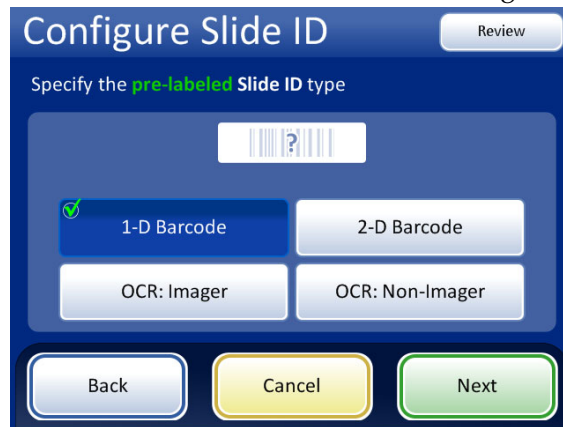 Configure Slide ID
Review
Specify the pre-labeled Slide ID type
?
1-D Barcode
2-D Barcode
OCR: Imager
OCR: Non-Imager
Back
Cancel
Next